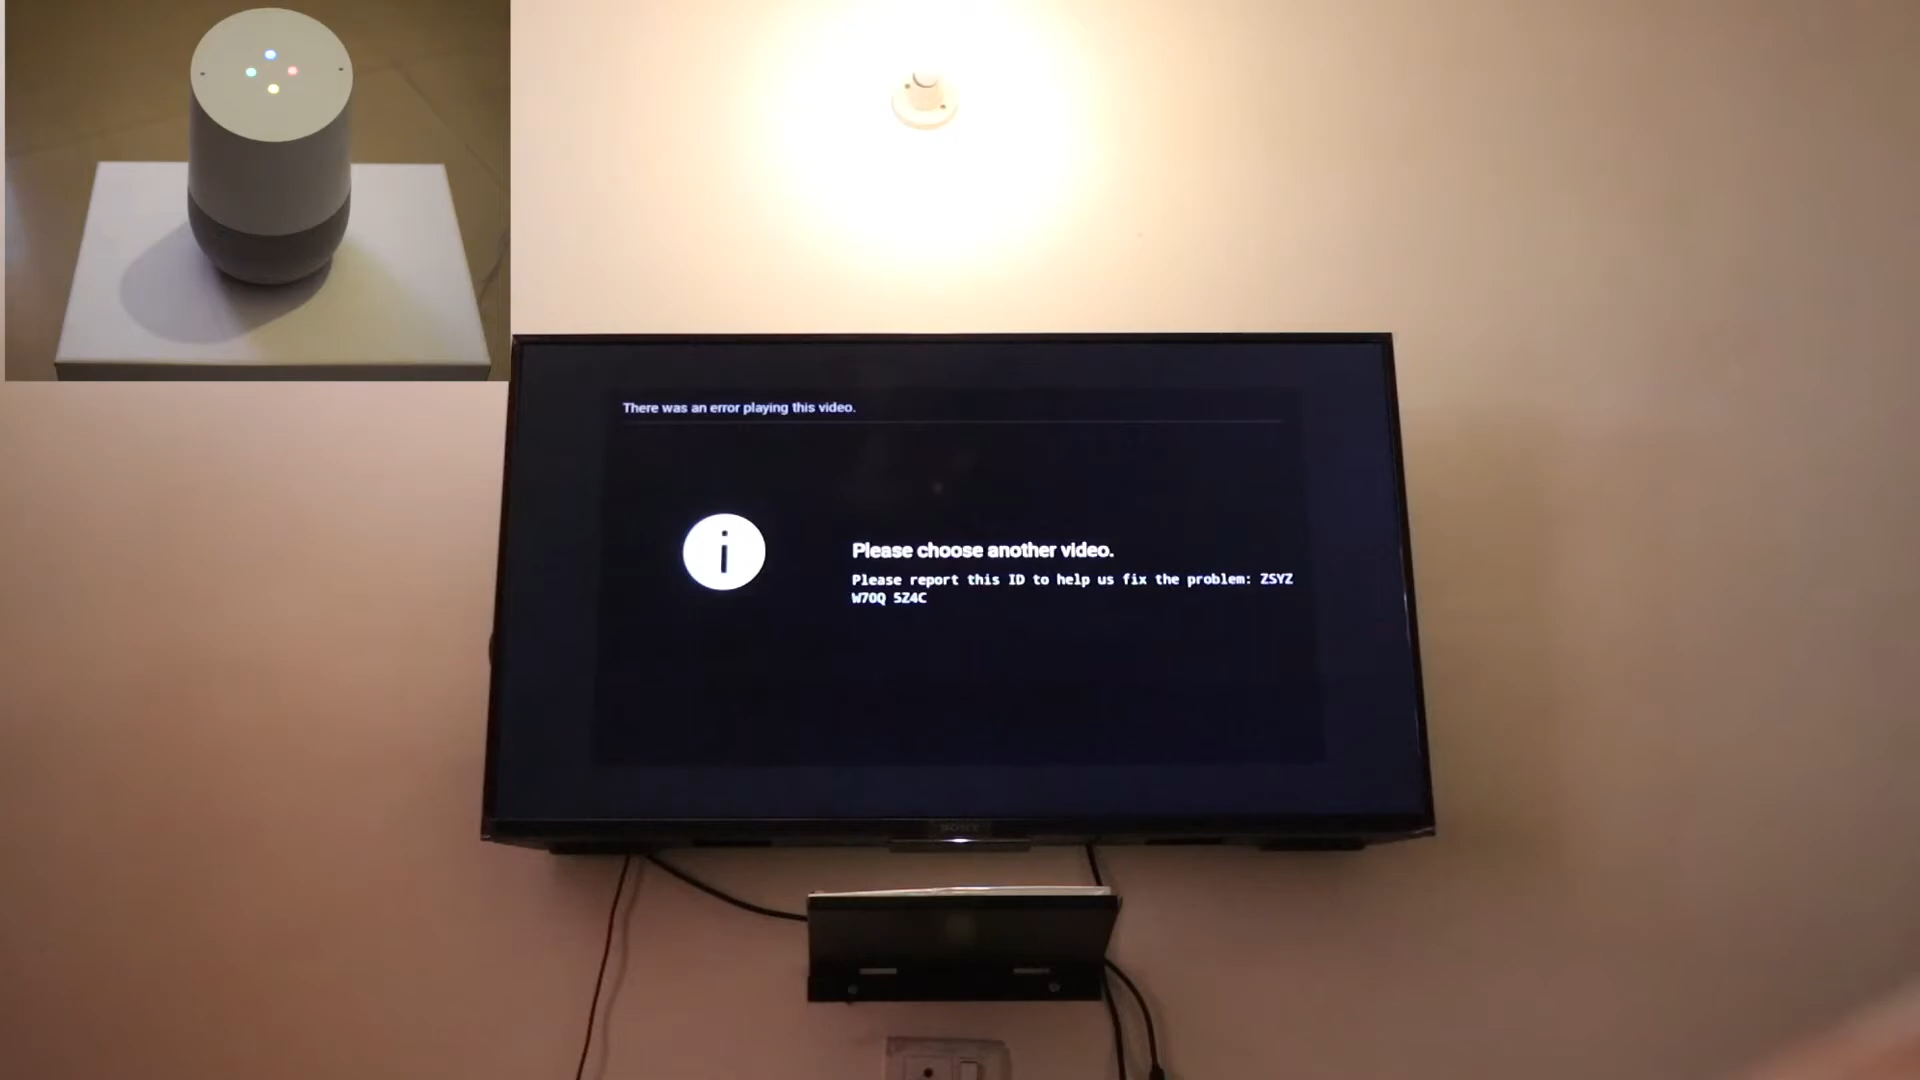 There was an error playing this video.
Please choose another video.
Please report this ID to help us fix the problem: ZSYZ
W70Q 5Z4C
SONY